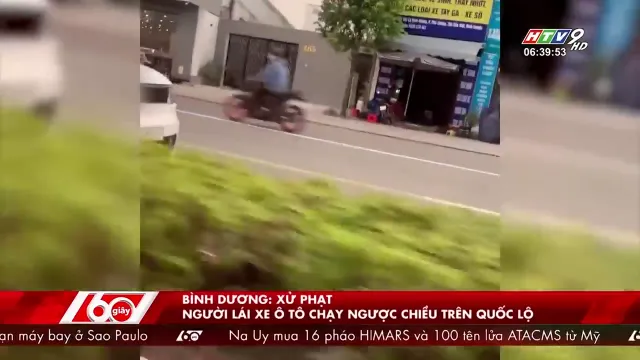 CÁC LOẠI XE TAY GA - XE SỐ
HTV9 HD
06:39:53
60 giây
BÌNH DƯƠNG: XỬ PHẠT
NGƯỜI LÁI XE Ô TÔ CHẠY NGƯỢC CHIỀU TRÊN QUỐC LỘ
ạn máy bay ở Sao Paulo
60 giây
Na Uy mua 16 pháo HIMARS và 100 tên lửa ATACMS từ Mỹ